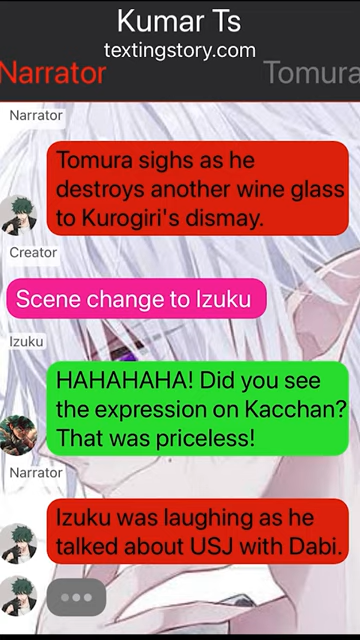 Kumar Ts
textingstory.com
Narrator Tomura
Narrator
Tomura sighs as he
destroys another wine glass
to Kurogiri's dismay.
Creator
Scene change to Izuku
Izuku
HAHAHAHA! Did you see
the expression on Kacchan?
That was priceless!
Narrator
Izuku was laughing as he
talked about USJ with Dabi.